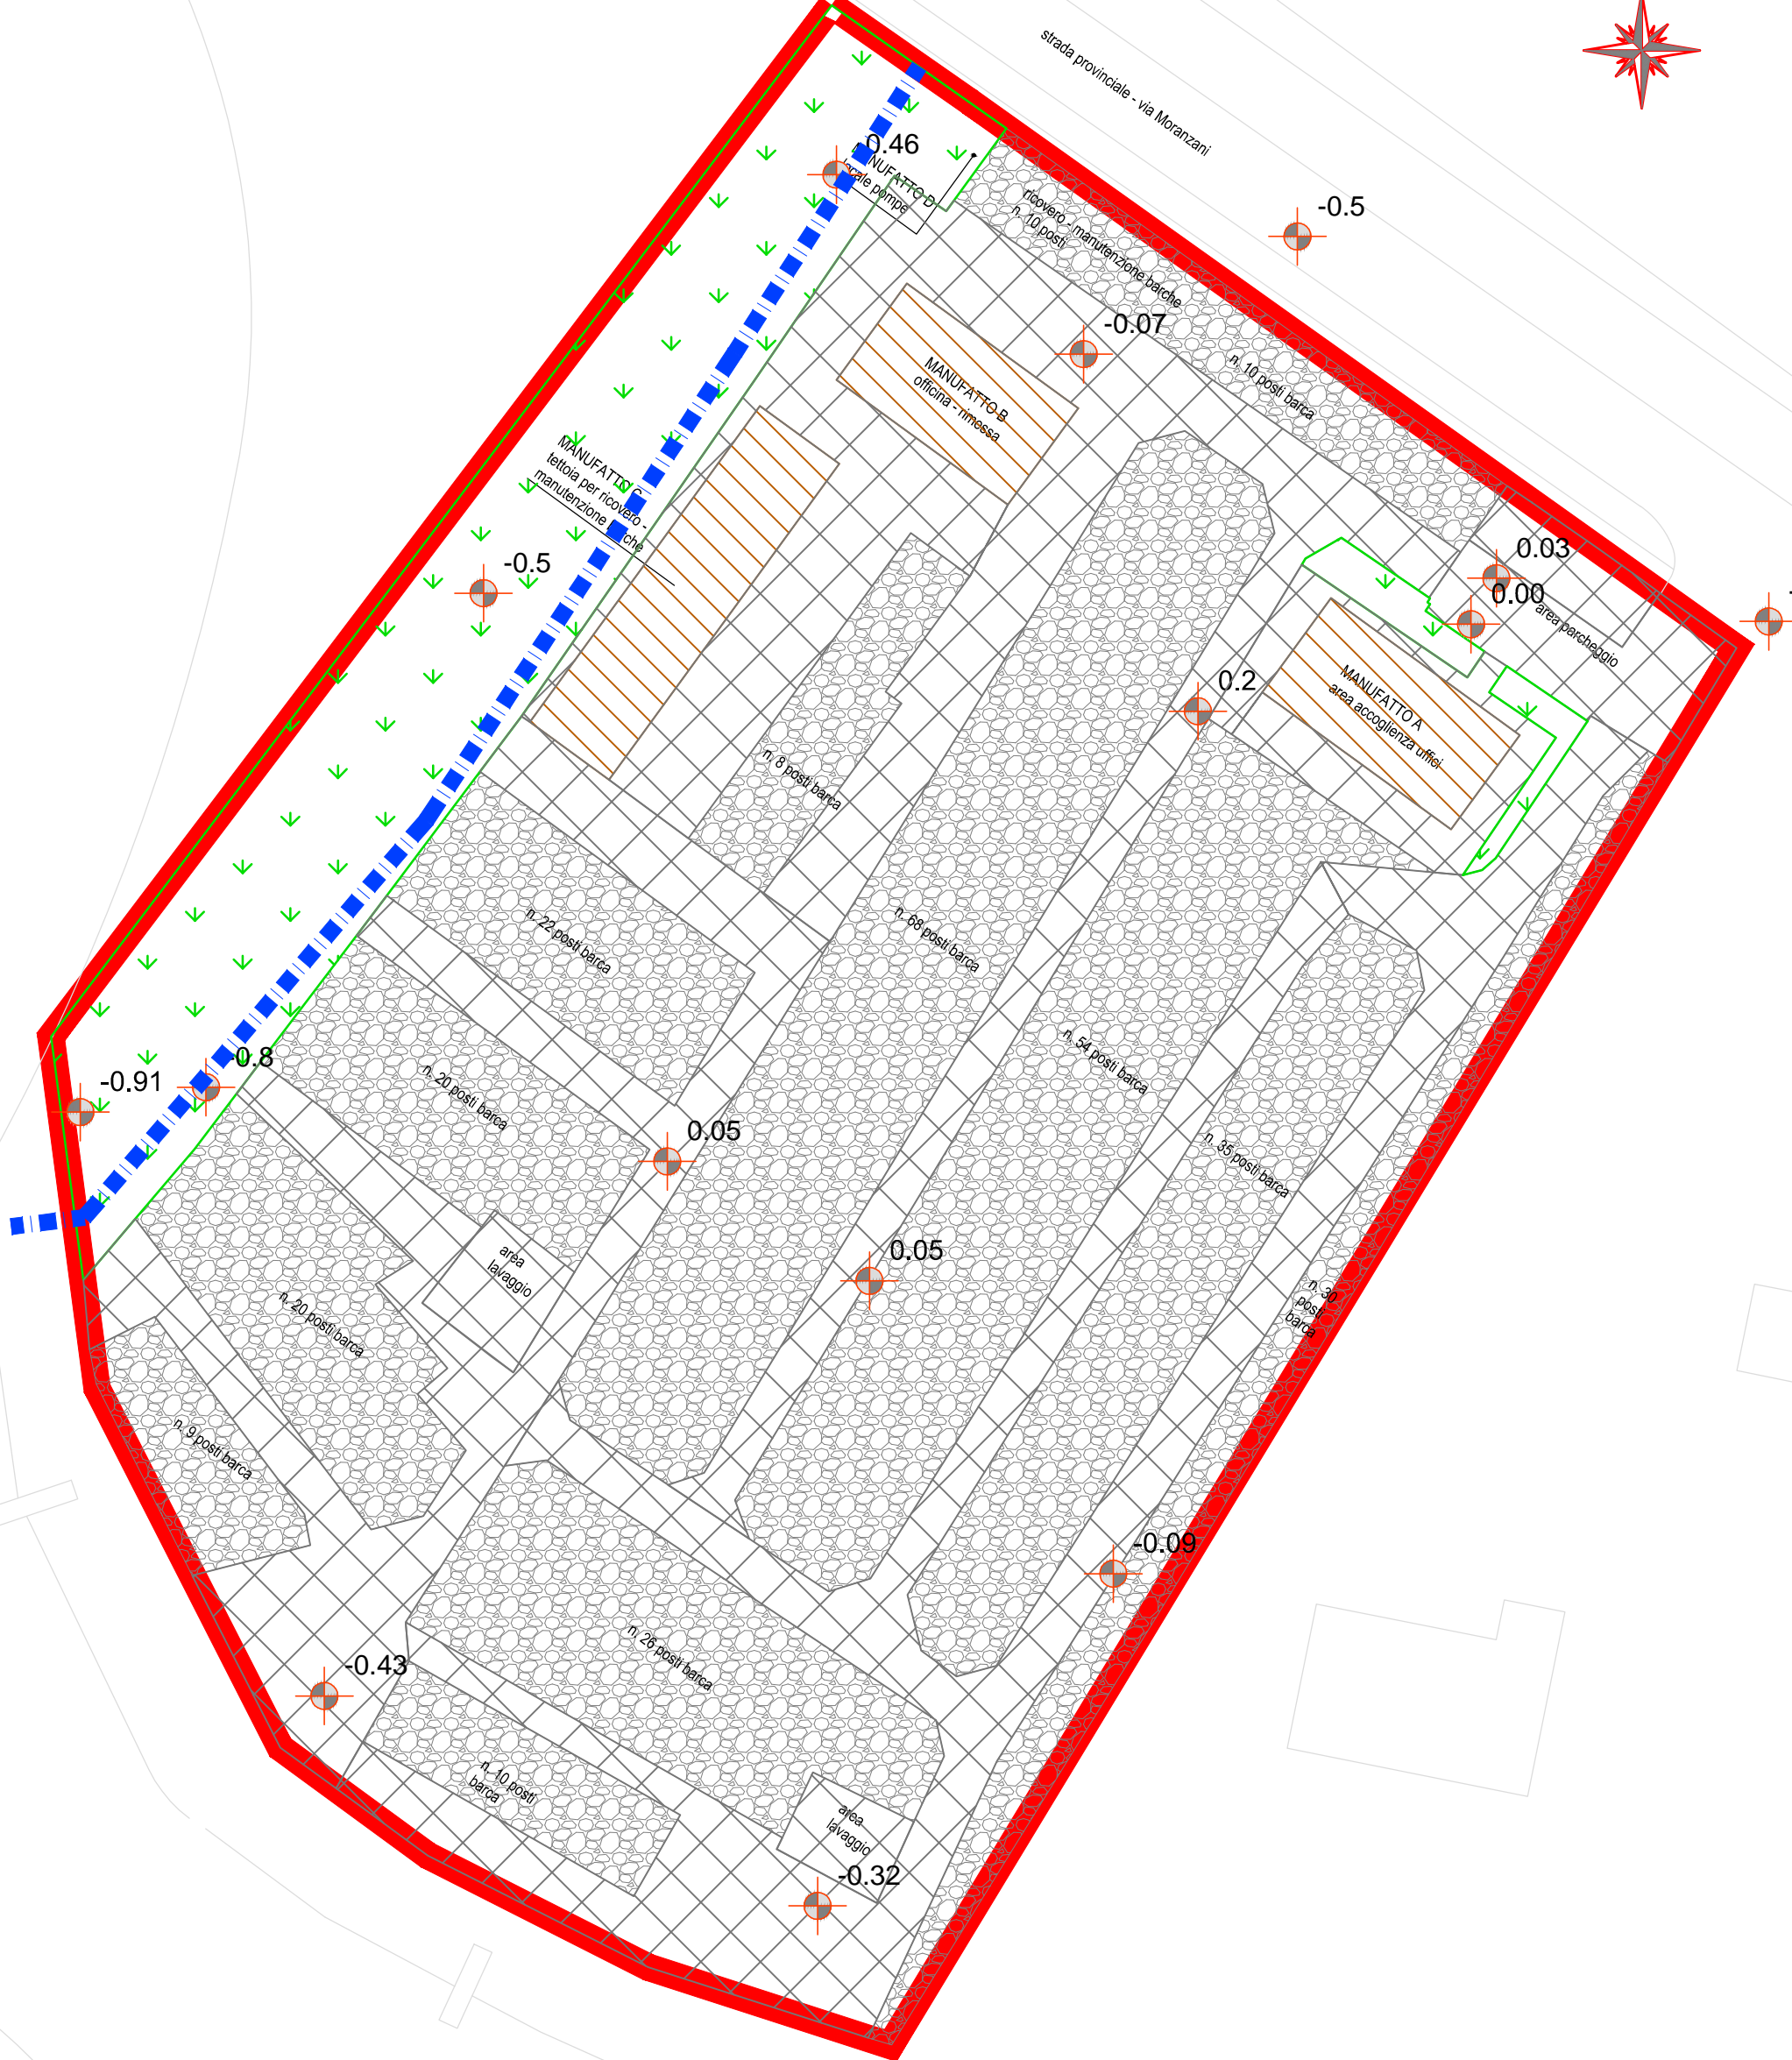 strada provinciale - via Moranzani
0.46
MANUFATTO D
locale pompe
-0.5
ricovero - manutenzione barche
n. 10 posti
-0.07
n. 10 posti barca
MANUFATTO B
officina - rimessa
MANUFATTO C
tettoia per ricovero -
manutenzione barche
-0.5
0.03
0.00
area parcheggio
0.2
MANUFATTO A
area accoglienza uffici
n. 8 posti barca
n. 22 posti barca
n. 68 posti barca
n. 54 posti barca
-0.8
-0.91
n. 20 posti barca
0.05
n. 35 posti barca
0.05
area
lavaggio
n. 30
posti
barca
n. 20 posti barca
n. 9 posti barca
-0.09
n. 26 posti barca
-0.43
n. 10 posti
barca
area
lavaggio
-0.32